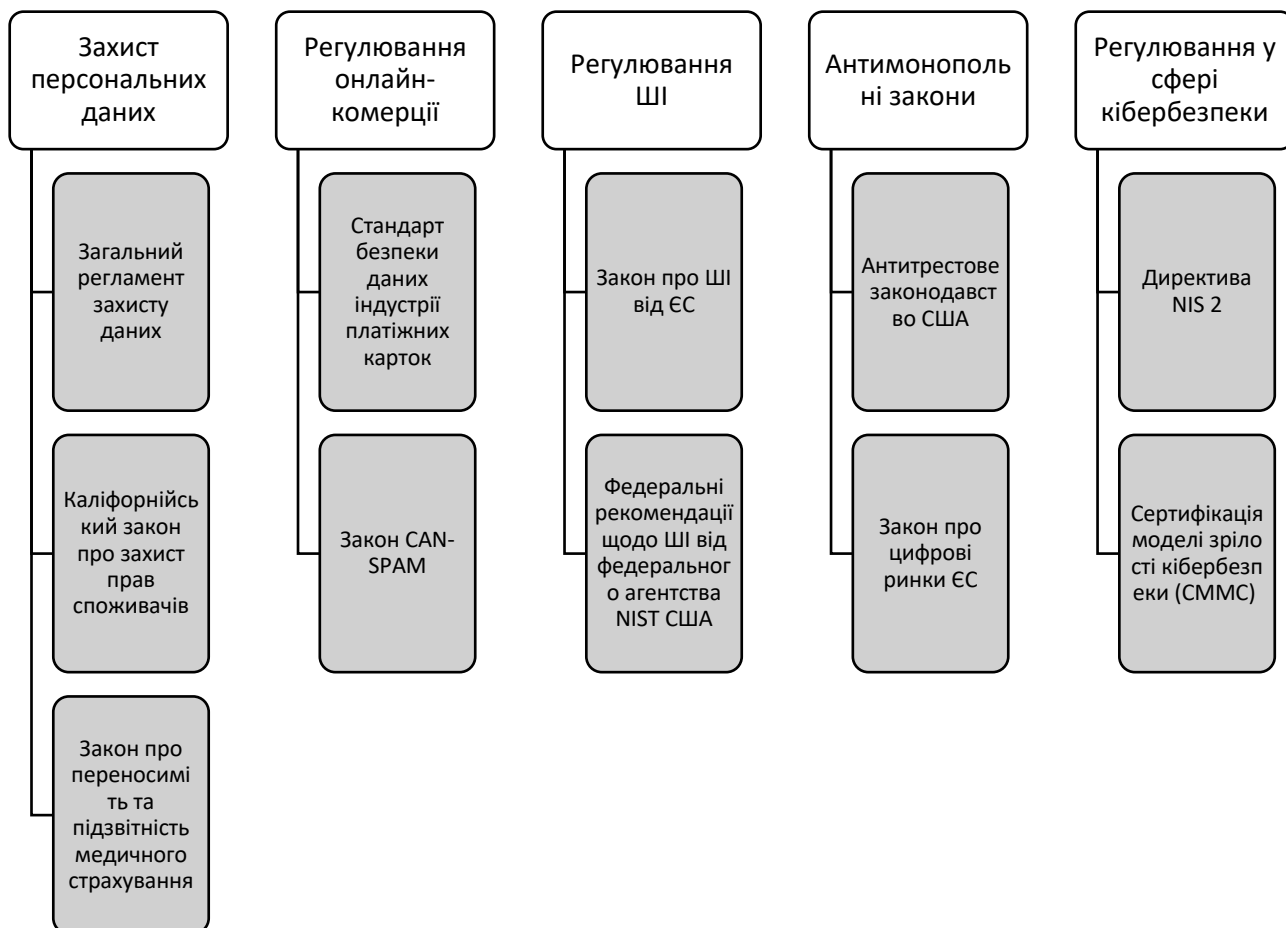 Захист
персональних
даних
Загальний
регламент
захисту
даних
Каліфорнійсь
кий закон
про захист
прав
споживачів
Закон про
переносимі
ть та
підзвітність
медичного
страхування
Регулювання
онлайн-
комерції
Стандарт
безпеки
даних
індустрії
платіжних
карток
Закон CAN-
SPAM
Регулювання
ШІ
Закон про ШІ
від ЄС
Федеральні
рекомендації
щодо ШІ від
федеральног
о агентства
NIST США
Антимонополь
ні закони
Антитрестове
законодавст
во США
Закон про
цифрові
ринки ЄС
Регулювання у
сфері
кібербезпеки
Директива
NIS 2
Сертифікація
моделі зріло
сті кібербезп
еки (CMMC)